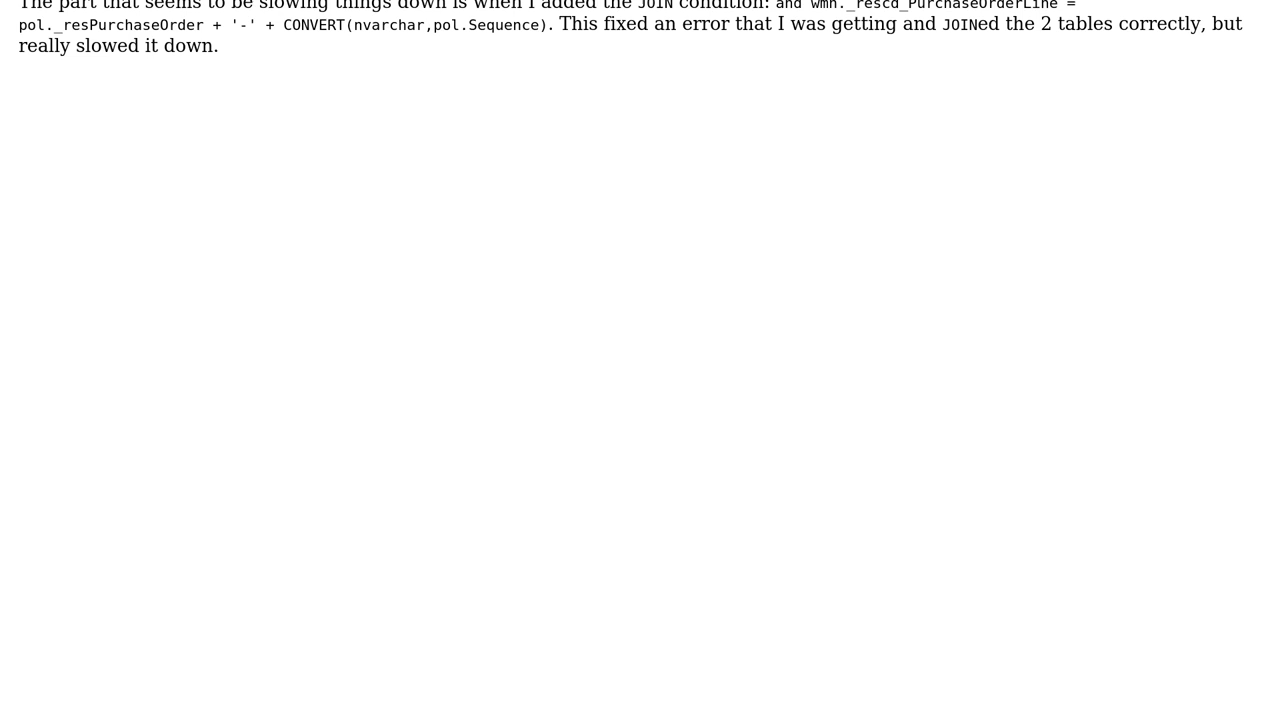 The part that seems to be slowing things down is when I added the JOIN condition: and wmh._rescd_PurchaseOrderLine =
pol._resPurchaseOrder + '-' + CONVERT(nvarchar,pol.Sequence). This fixed an error that I was getting and JOINed the 2 tables correctly, but
really slowed it down.